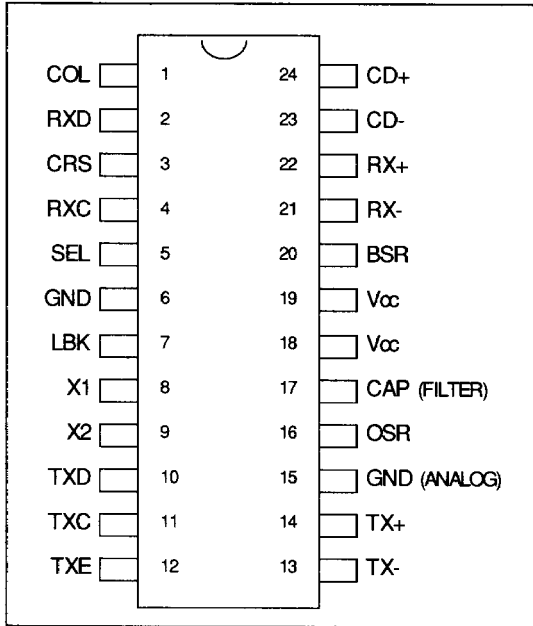 COL 1 24 CD+
RXD 2 23 CD-
CRS 3 22 RX+
RXC 4 21 RX-
SEL 5 20 BSR
GND 6 19 Vcc
LBK 7 18 Vcc
X1 8 17 CAP (FILTER)
X2 9 16 OSR
TXD 10 15 GND (ANALOG)
TXC 11 14 TX+
TXE 12 13 TX-